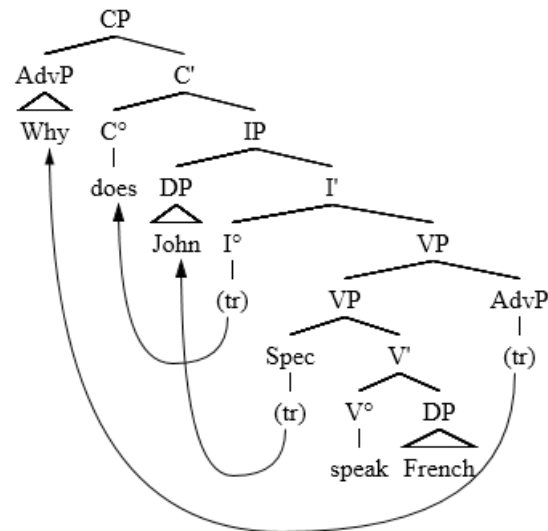 CP
AdvP C'
Why C° IP
does DP I'
John I° VP
(tr) VP AdvP
Spec V' (tr)
(tr) V° DP
speak French